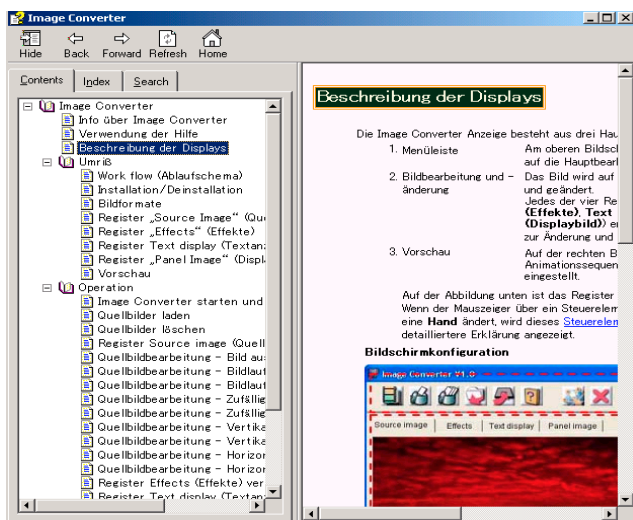 Image Converter
Hide Back Forward Refresh Home
Contents Index Search
Image Converter
Info über Image Converter
Verwendung der Hilfe
Beschreibung der Displays
Umriß
Work flow (Ablaufschema)
Installation/Deinstallation
Bildformate
Register „Source Image“ (Que
Register „Effects“ (Effekte)
Register Text display (Textan:
Register „Panel Image“ (Displ
Vorschau
Operation
Image Converter starten und
Quellbilder laden
Quellbilder löschen
Register Source image (Quell
Quellbildbearbeitung - Bild au
Quellbildbearbeitung - Bildlauf
Quellbildbearbeitung - Bildlauf
Quellbildbearbeitung - Zufällig
Quellbildbearbeitung - Zufällig
Quellbildbearbeitung - Vertika
Quellbildbearbeitung - Vertika
Quellbildbearbeitung - Horizor
Quellbildbearbeitung - Horizor
Register Effects (Effekte) ver
Register Text display (Textan
Beschreibung der Displays
Die Image Converter Anzeige besteht aus drei Hau
1. Menüleiste Am oberen Bildscl
auf die Hauptbearl
2. Bildbearbeitung und - Das Bild wird auf
änderung und geändert.
Jedes der vier Re
(Effekte), Text
(Displaybild)) e
zur Änderung und
3. Vorschau Auf der rechten B
Animationssequen
eingestellt.
Auf der Abbildung unten ist das Register
Wenn der Mauszeiger über ein Steuerelem
eine Hand ändert, wird dieses Steuerelen
detailliertere Erklärung angezeigt.
Bildschirmkonfiguration
Image Converter V1.0
Source image Effects Text display Panel image